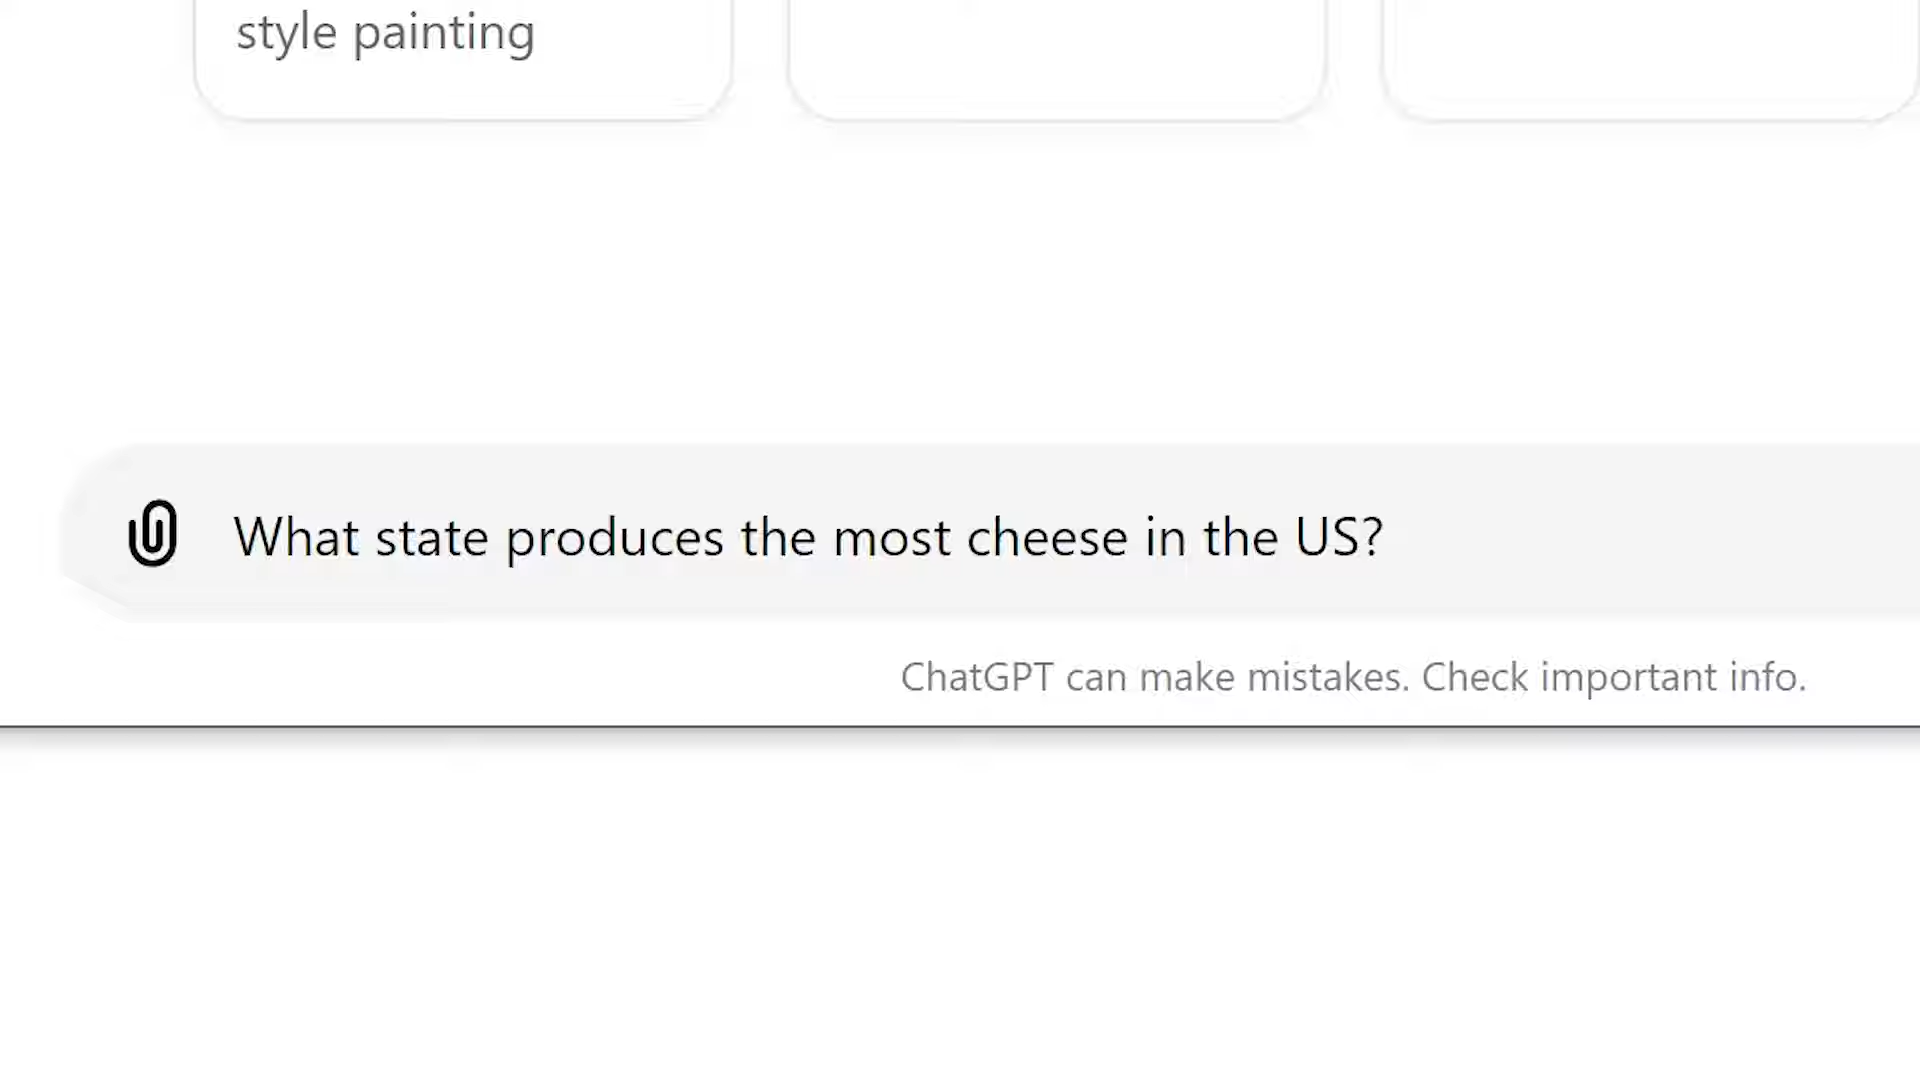 style painting
What state produces the most cheese in the US?
ChatGPT can make mistakes. Check important info.